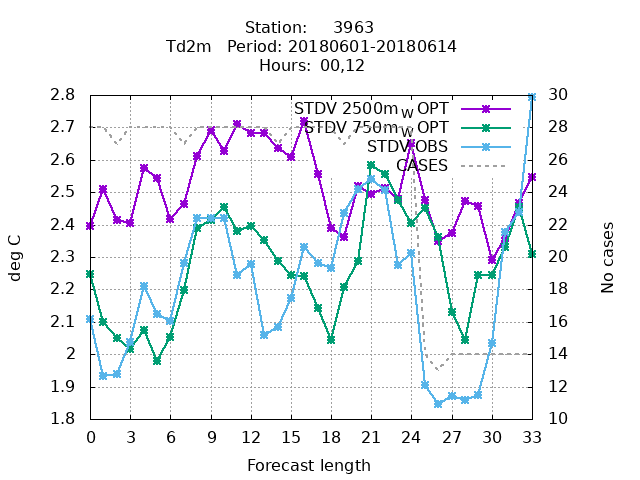 Station: 3963
Td2m Period: 20180601-20180614
Hours: 00,12
STDV 2500m_W OPT
STDV 750m_W OPT
STDV OBS
CASES
2.8
2.7
2.6
2.5
2.4
2.3
2.2
2.1
2
1.9
1.8
30
28
26
24
22
20
18
16
14
12
10
deg C
No cases
0 3 6 9 12 15 18 21 24 27 30 33
Forecast length